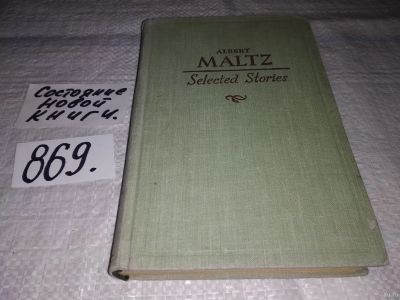 ALBERT
MALTZ
Selected Stories
Состояние
новой
книги.
869.